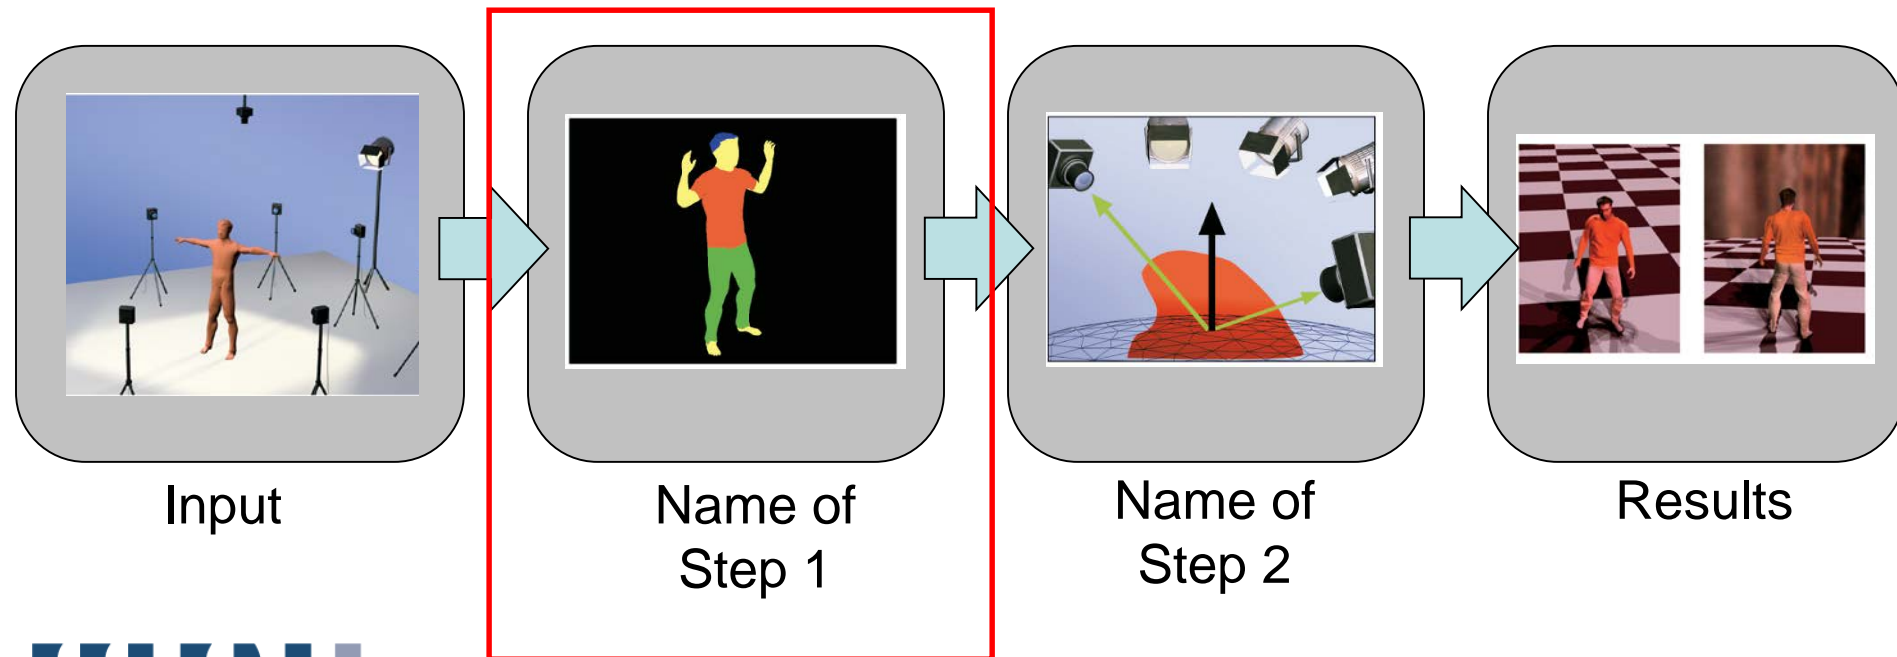 Input
Name of
Step 1
Name of
Step 2
Results